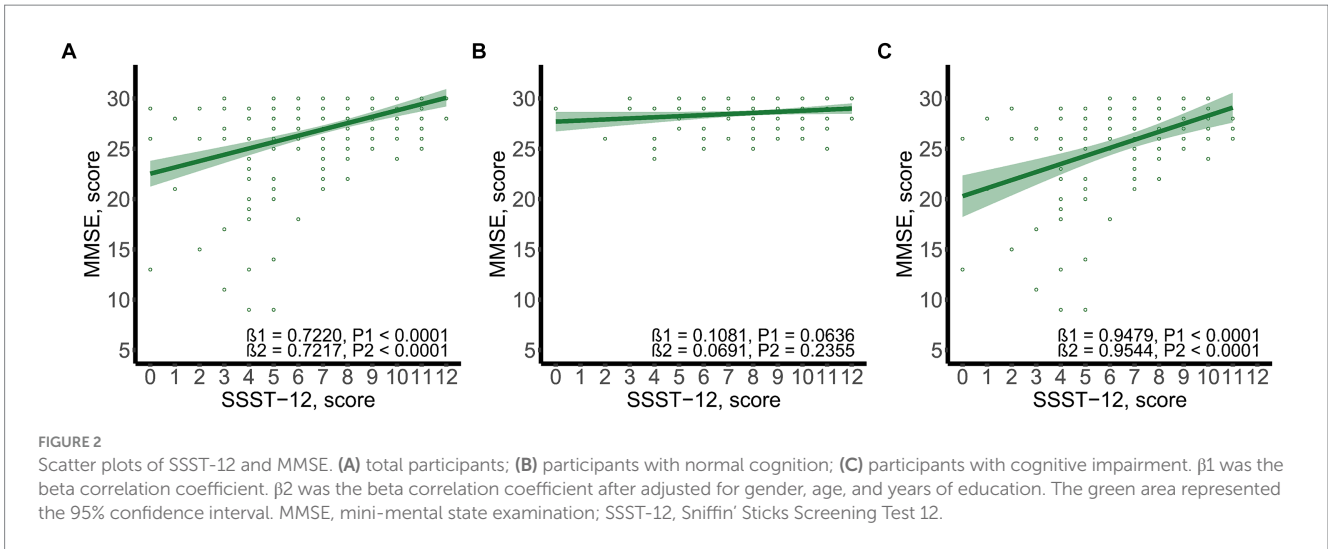 A
B
C
MMSE, score
30
25
20
15
10
5
ß1 = 0.7220, P1 < 0.0001
ß2 = 0.7217, P2 < 0.0001
0 1 2 3 4 5 6 7 8 9 10 11 12
SSST−12, score
MMSE, score
30
25
20
15
10
5
ß1 = 0.1081, P1 = 0.0636
ß2 = 0.0691, P2 = 0.2355
0 1 2 3 4 5 6 7 8 9 10 11 12
SSST−12, score
MMSE, score
30
25
20
15
10
5
ß1 = 0.9479, P1 < 0.0001
ß2 = 0.9544, P2 < 0.0001
0 1 2 3 4 5 6 7 8 9 10 11 12
SSST−12, score
FIGURE 2
Scatter plots of SSST-12 and MMSE. (A) total participants; (B) participants with normal cognition; (C) participants with cognitive impairment. β1 was the
beta correlation coefficient. β2 was the beta correlation coefficient after adjusted for gender, age, and years of education. The green area represented
the 95% confidence interval. MMSE, mini-mental state examination; SSST-12, Sniffin’ Sticks Screening Test 12.